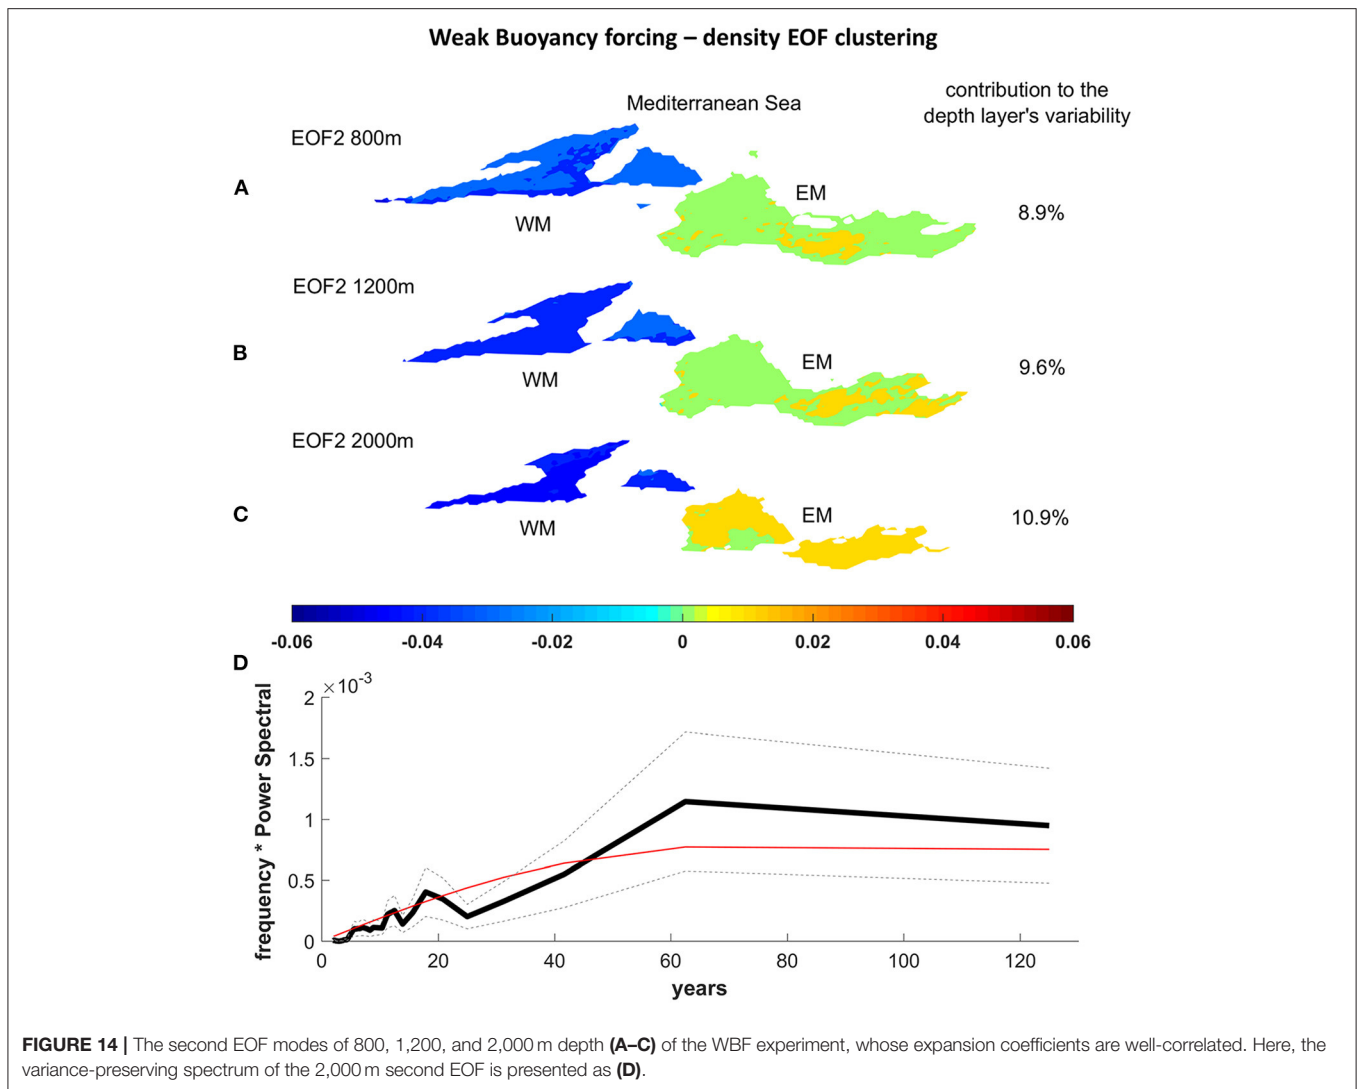 Weak Buoyancy forcing – density EOF clustering
contribution to the
depth layer's variability
Mediterranean Sea
EOF2 800m
A
WM
EM
8.9%
EOF2 1200m
B
WM
EM
9.6%
EOF2 2000m
C
WM
EM
10.9%
-0.06 -0.04 -0.02 0 0.02 0.04 0.06
D
×10⁻³
2
1.5
1
0.5
0
frequency * Power Spectral
0 20 40 60 80 100 120
years
FIGURE 14 | The second EOF modes of 800, 1,200, and 2,000 m depth (A–C) of the WBF experiment, whose expansion coefficients are well-correlated. Here, the
variance-preserving spectrum of the 2,000 m second EOF is presented as (D).